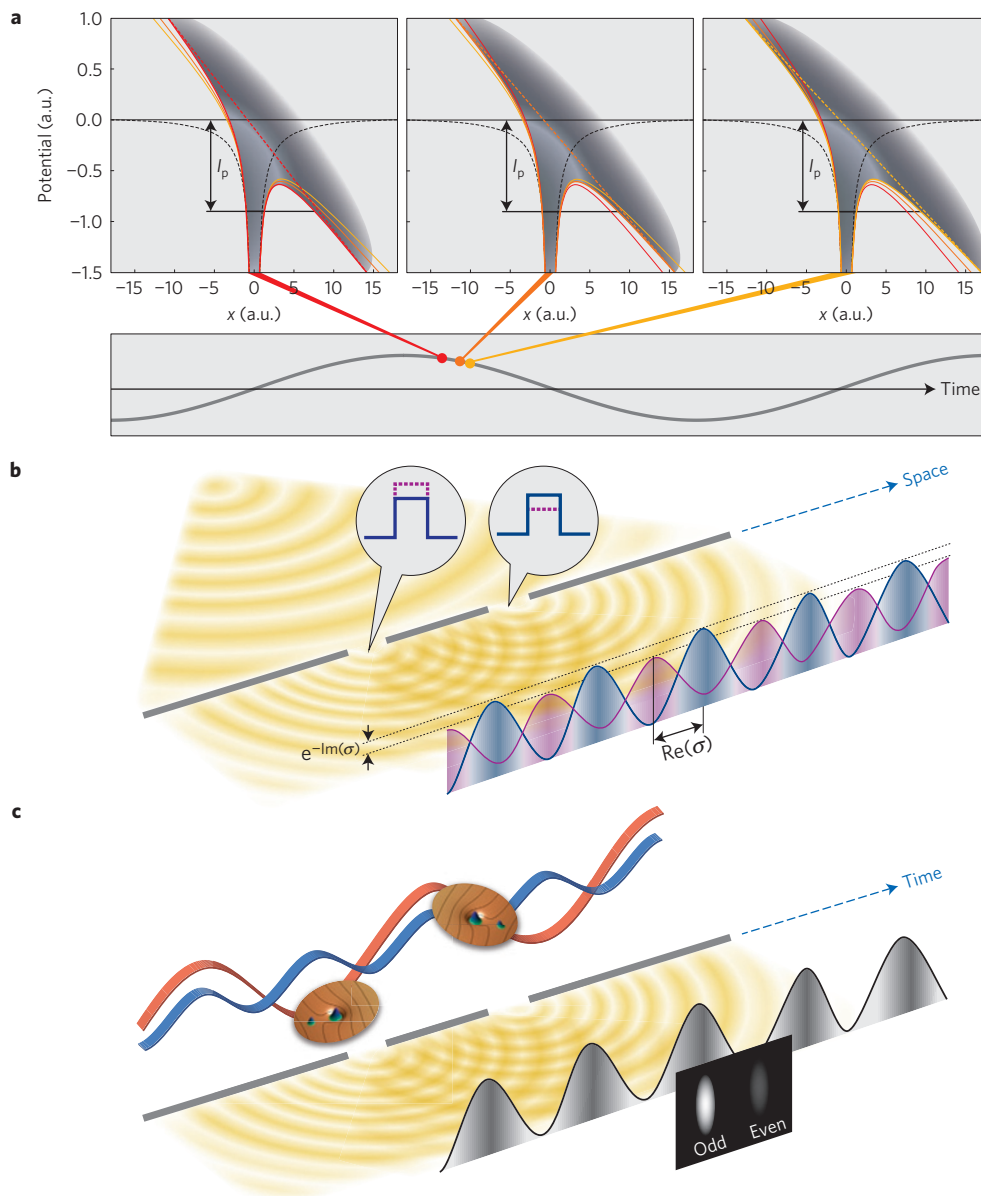 a
Potential (a.u.)
1.0
0.5
0.0
−0.5
−1.0
−1.5
Ip
Ip
Ip
−15 −10 −5 0 5 10 15
−15 −10 −5 0 5 10 15
−15 −10 −5 0 5 10 15
x (a.u.)
x (a.u.)
x (a.u.)
Time
b
Space
e−Im(σ)
Re(σ)
c
Time
Odd
Even